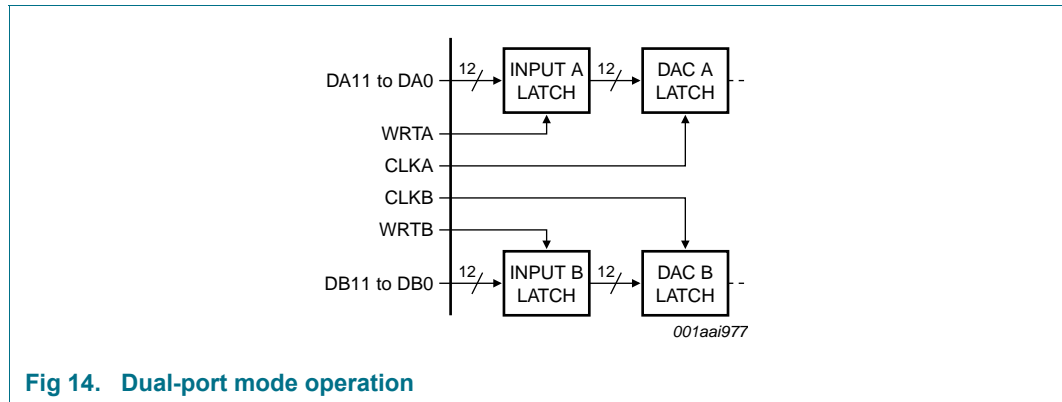 DA11 to DA0
12
INPUT A
LATCH
12
DAC A
LATCH
WRTA
CLKA
CLKB
WRTB
DB11 to DB0
12
INPUT B
LATCH
12
DAC B
LATCH
001aai977
Fig 14. Dual-port mode operation